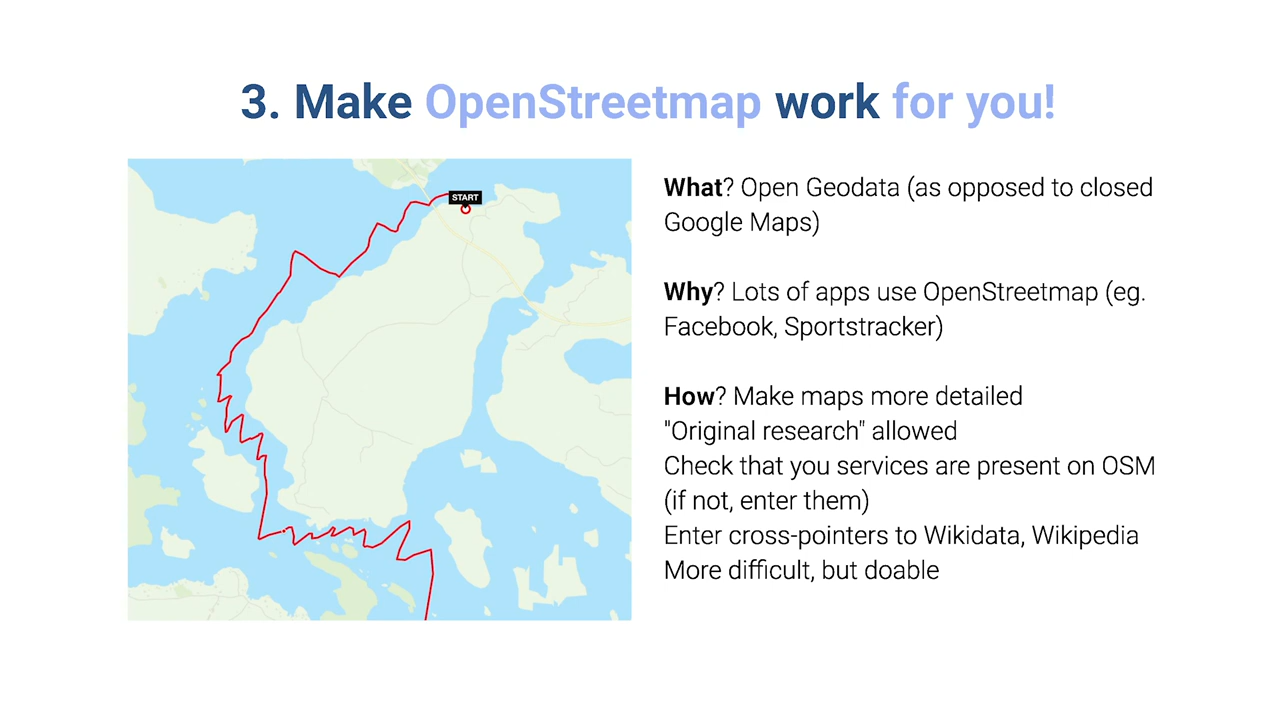 3. Make OpenStreetmap work for you!
START
What? Open Geodata (as opposed to closed
Google Maps)
Why? Lots of apps use OpenStreetmap (eg.
Facebook, Sportstracker)
How? Make maps more detailed
"Original research" allowed
Check that you services are present on OSM
(if not, enter them)
Enter cross-pointers to Wikidata, Wikipedia
More difficult, but doable